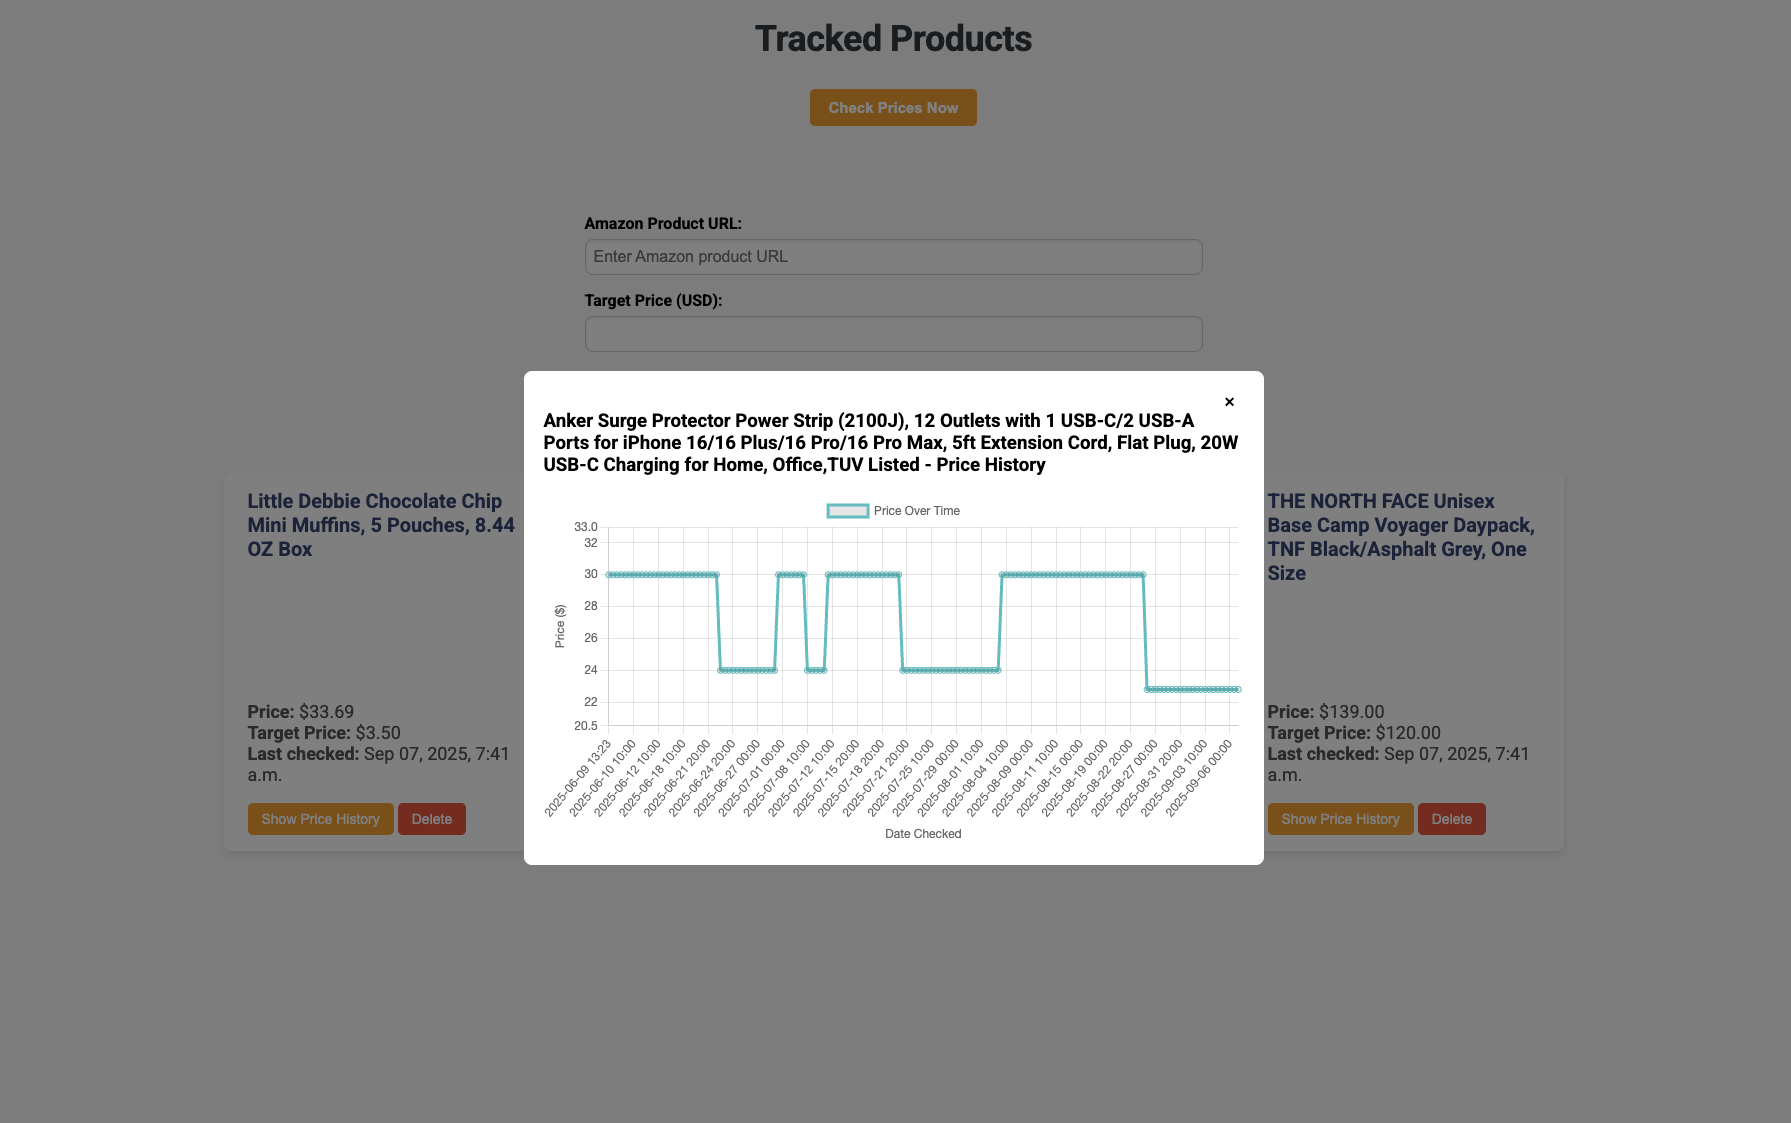 Tracked Products
Check Prices Now
Amazon Product URL:
Enter Amazon product URL
Target Price (USD):
×
Anker Surge Protector Power Strip (2100J), 12 Outlets with 1 USB-C/2 USB-A
Ports for iPhone 16/16 Plus/16 Pro/16 Pro Max, 5ft Extension Cord, Flat Plug, 20W
USB-C Charging for Home, Office,TUV Listed - Price History
Price Over Time
33.0
32
30
28
26
24
22
20.5
Price ($)
2025-06-09 13:23
2025-06-10 10:00
2025-06-12 10:00
2025-06-18 10:00
2025-06-21 20:00
2025-06-24 20:00
2025-06-27 00:00
2025-07-01 00:00
2025-07-08 10:00
2025-07-12 10:00
2025-07-15 20:00
2025-07-18 20:00
2025-07-21 20:00
2025-07-25 10:00
2025-07-29 00:00
2025-08-01 10:00
2025-08-04 10:00
2025-08-09 00:00
2025-08-11 10:00
2025-08-15 00:00
2025-08-19 00:00
2025-08-22 20:00
2025-08-27 00:00
2025-08-31 20:00
2025-09-03 10:00
2025-09-06 00:00
Date Checked
Little Debbie Chocolate Chip
Mini Muffins, 5 Pouches, 8.44
OZ Box
Price: $33.69
Target Price: $3.50
Last checked: Sep 07, 2025, 7:41
a.m.
Show Price History
Delete
THE NORTH FACE Unisex
Base Camp Voyager Daypack,
TNF Black/Asphalt Grey, One
Size
Price: $139.00
Target Price: $120.00
Last checked: Sep 07, 2025, 7:41
a.m.
Show Price History
Delete